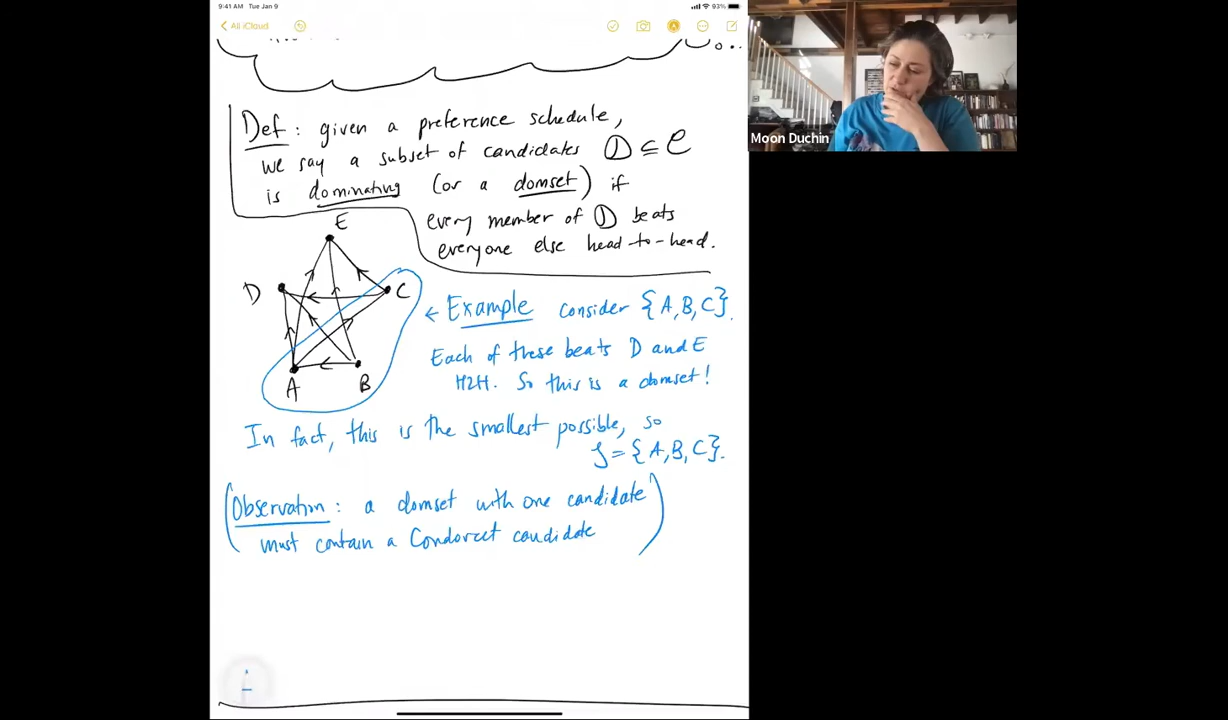 9:41 AM Tue Jan 9
93%
All iCloud
Moon Duchin
Def: given a preference schedule,
we say a subset of candidates D ⊆ C
is dominating (or a domset) if
every member of D beats
everyone else head-to-head.
E
D
C
A
B
← Example consider {A,B,C}.
Each of these beats D and E
H2H. So this is a domset!
In fact, this is the smallest possible, so
S = {A,B,C}.
(Observation: a domset with one candidate
must contain a Condorcet candidate)